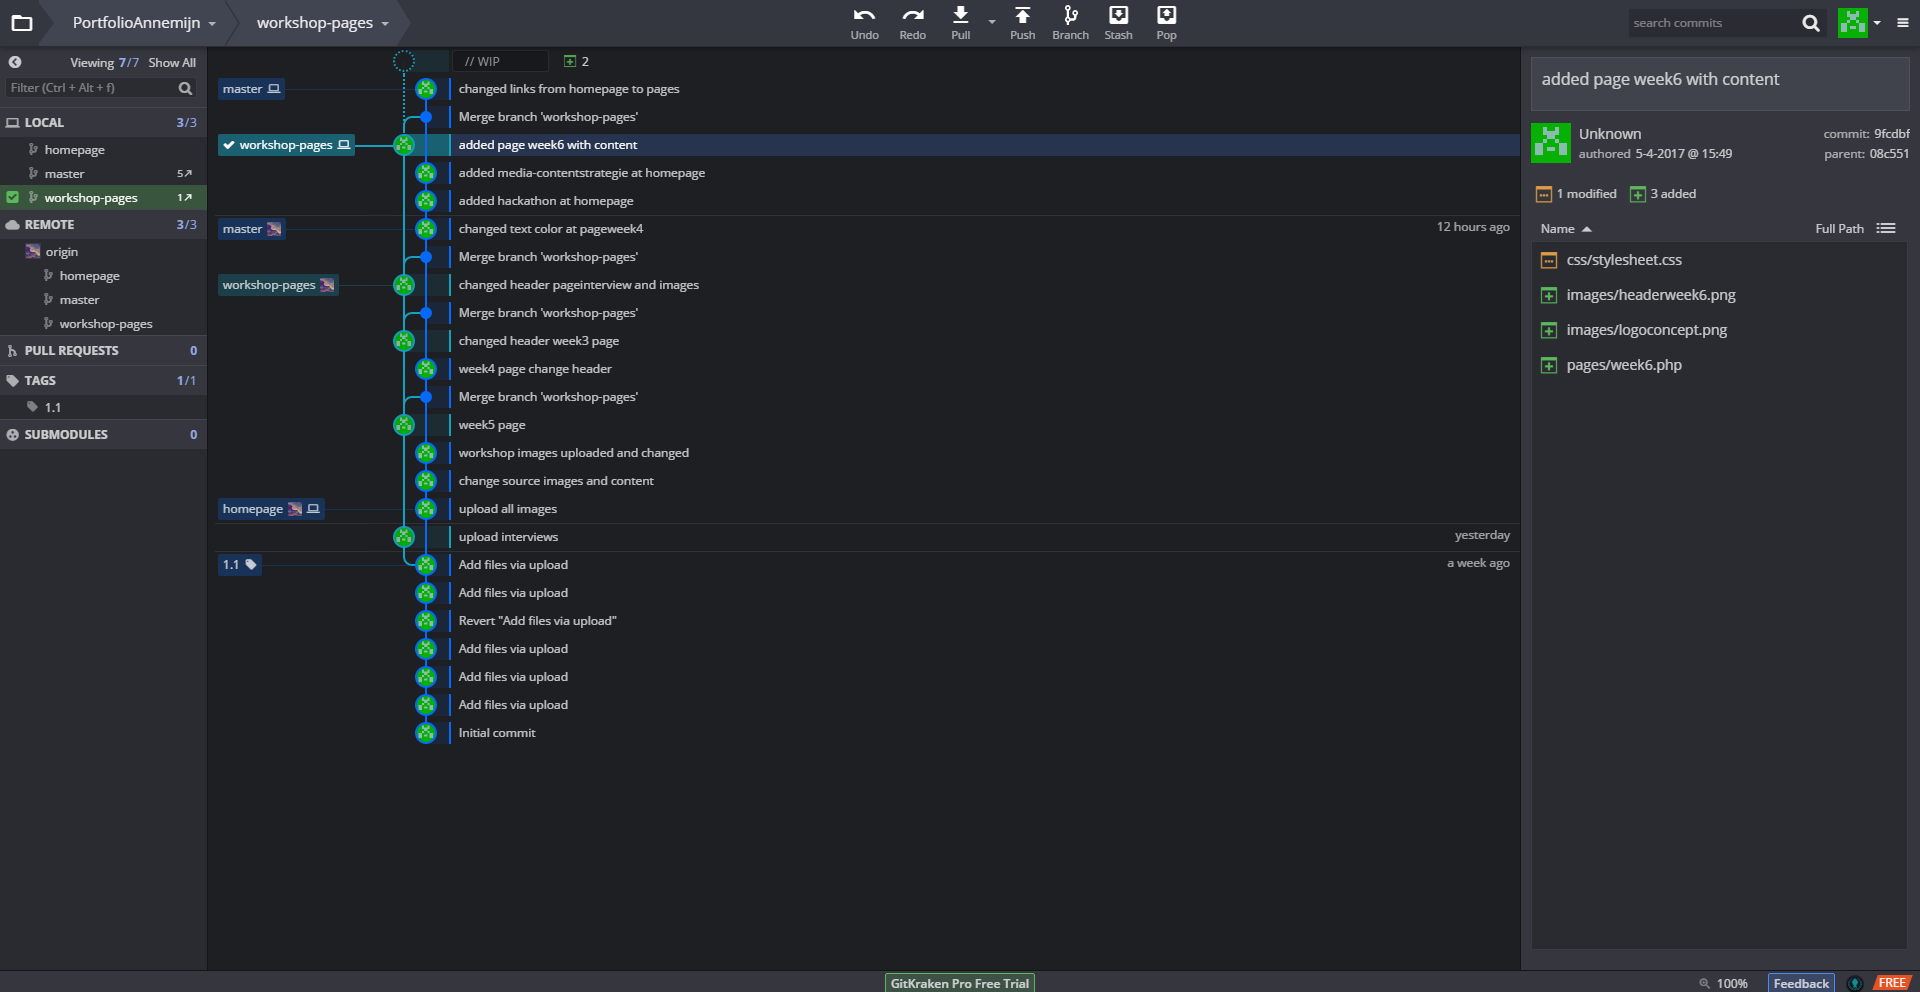 PortfolioAnnemijn
workshop-pages
Undo
Redo
Pull
Push
Branch
Stash
Pop
search commits
Viewing 7/7 Show All
Filter (Ctrl + Alt + f)
LOCAL 3/3
homepage
master 5
workshop-pages 1
REMOTE 3/3
origin
homepage
master
workshop-pages
PULL REQUESTS 0
TAGS 1/1
1.1
SUBMODULES 0
// WIP 2
master changed links from homepage to pages
Merge branch 'workshop-pages'
workshop-pages added page week6 with content
added media-contentstrategie at homepage
added hackathon at homepage
master changed text color at pageweek4 12 hours ago
Merge branch 'workshop-pages'
workshop-pages changed header pageinterview and images
Merge branch 'workshop-pages'
changed header week3 page
week4 page change header
Merge branch 'workshop-pages'
week5 page
workshop images uploaded and changed
change source images and content
homepage upload all images
upload interviews yesterday
1.1 Add files via upload a week ago
Add files via upload
Revert "Add files via upload"
Add files via upload
Add files via upload
Add files via upload
Initial commit
added page week6 with content
Unknown commit: 9fcdbf
authored 5-4-2017 @ 15:49 parent: 08c551
1 modified 3 added
Name Full Path
css/stylesheet.css
images/headerweek6.png
images/logoconcept.png
pages/week6.php
GitKraken Pro Free Trial
100%
Feedback
FREE